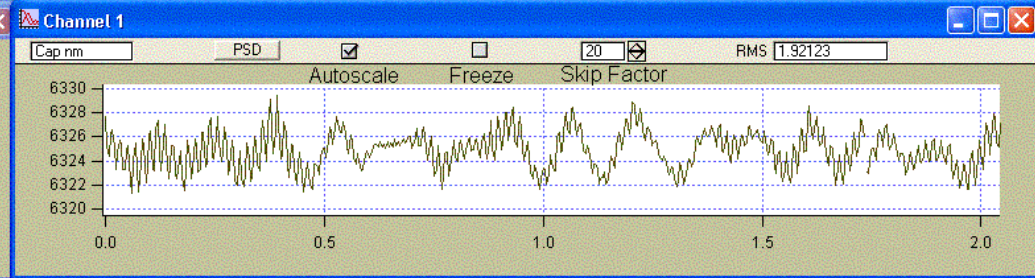 Channel 1
Cap nm PSD 20 RMS 1.92123
Autoscale Freeze Skip Factor
6330
6328
6326
6324
6322
6320
0.0 0.5 1.0 1.5 2.0